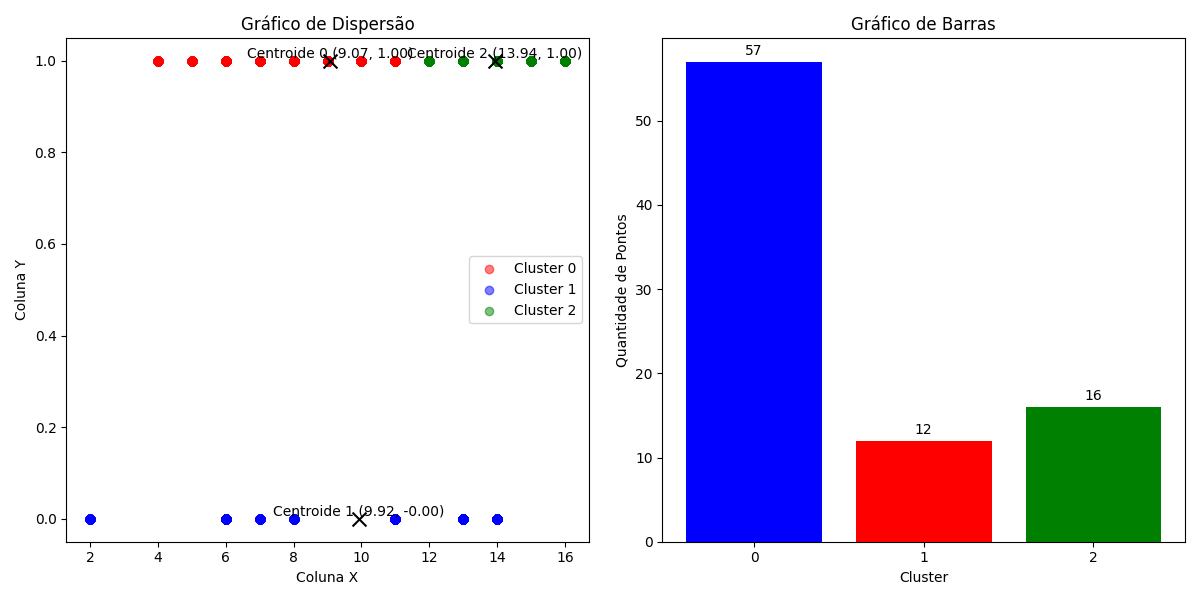 Gráfico de Dispersão
Centroide 0 (9.07, 1.00)
Centroide 2 (13.94, 1.00)
1.0
0.8
0.6
0.4
0.2
0.0
Coluna Y
Cluster 0
Cluster 1
Cluster 2
Centroide 1 (9.92, -0.00)
2 4 6 8 10 12 14 16
Coluna X
Gráfico de Barras
57
12
16
50
40
30
20
10
0
Quantidade de Pontos
0 1 2
Cluster